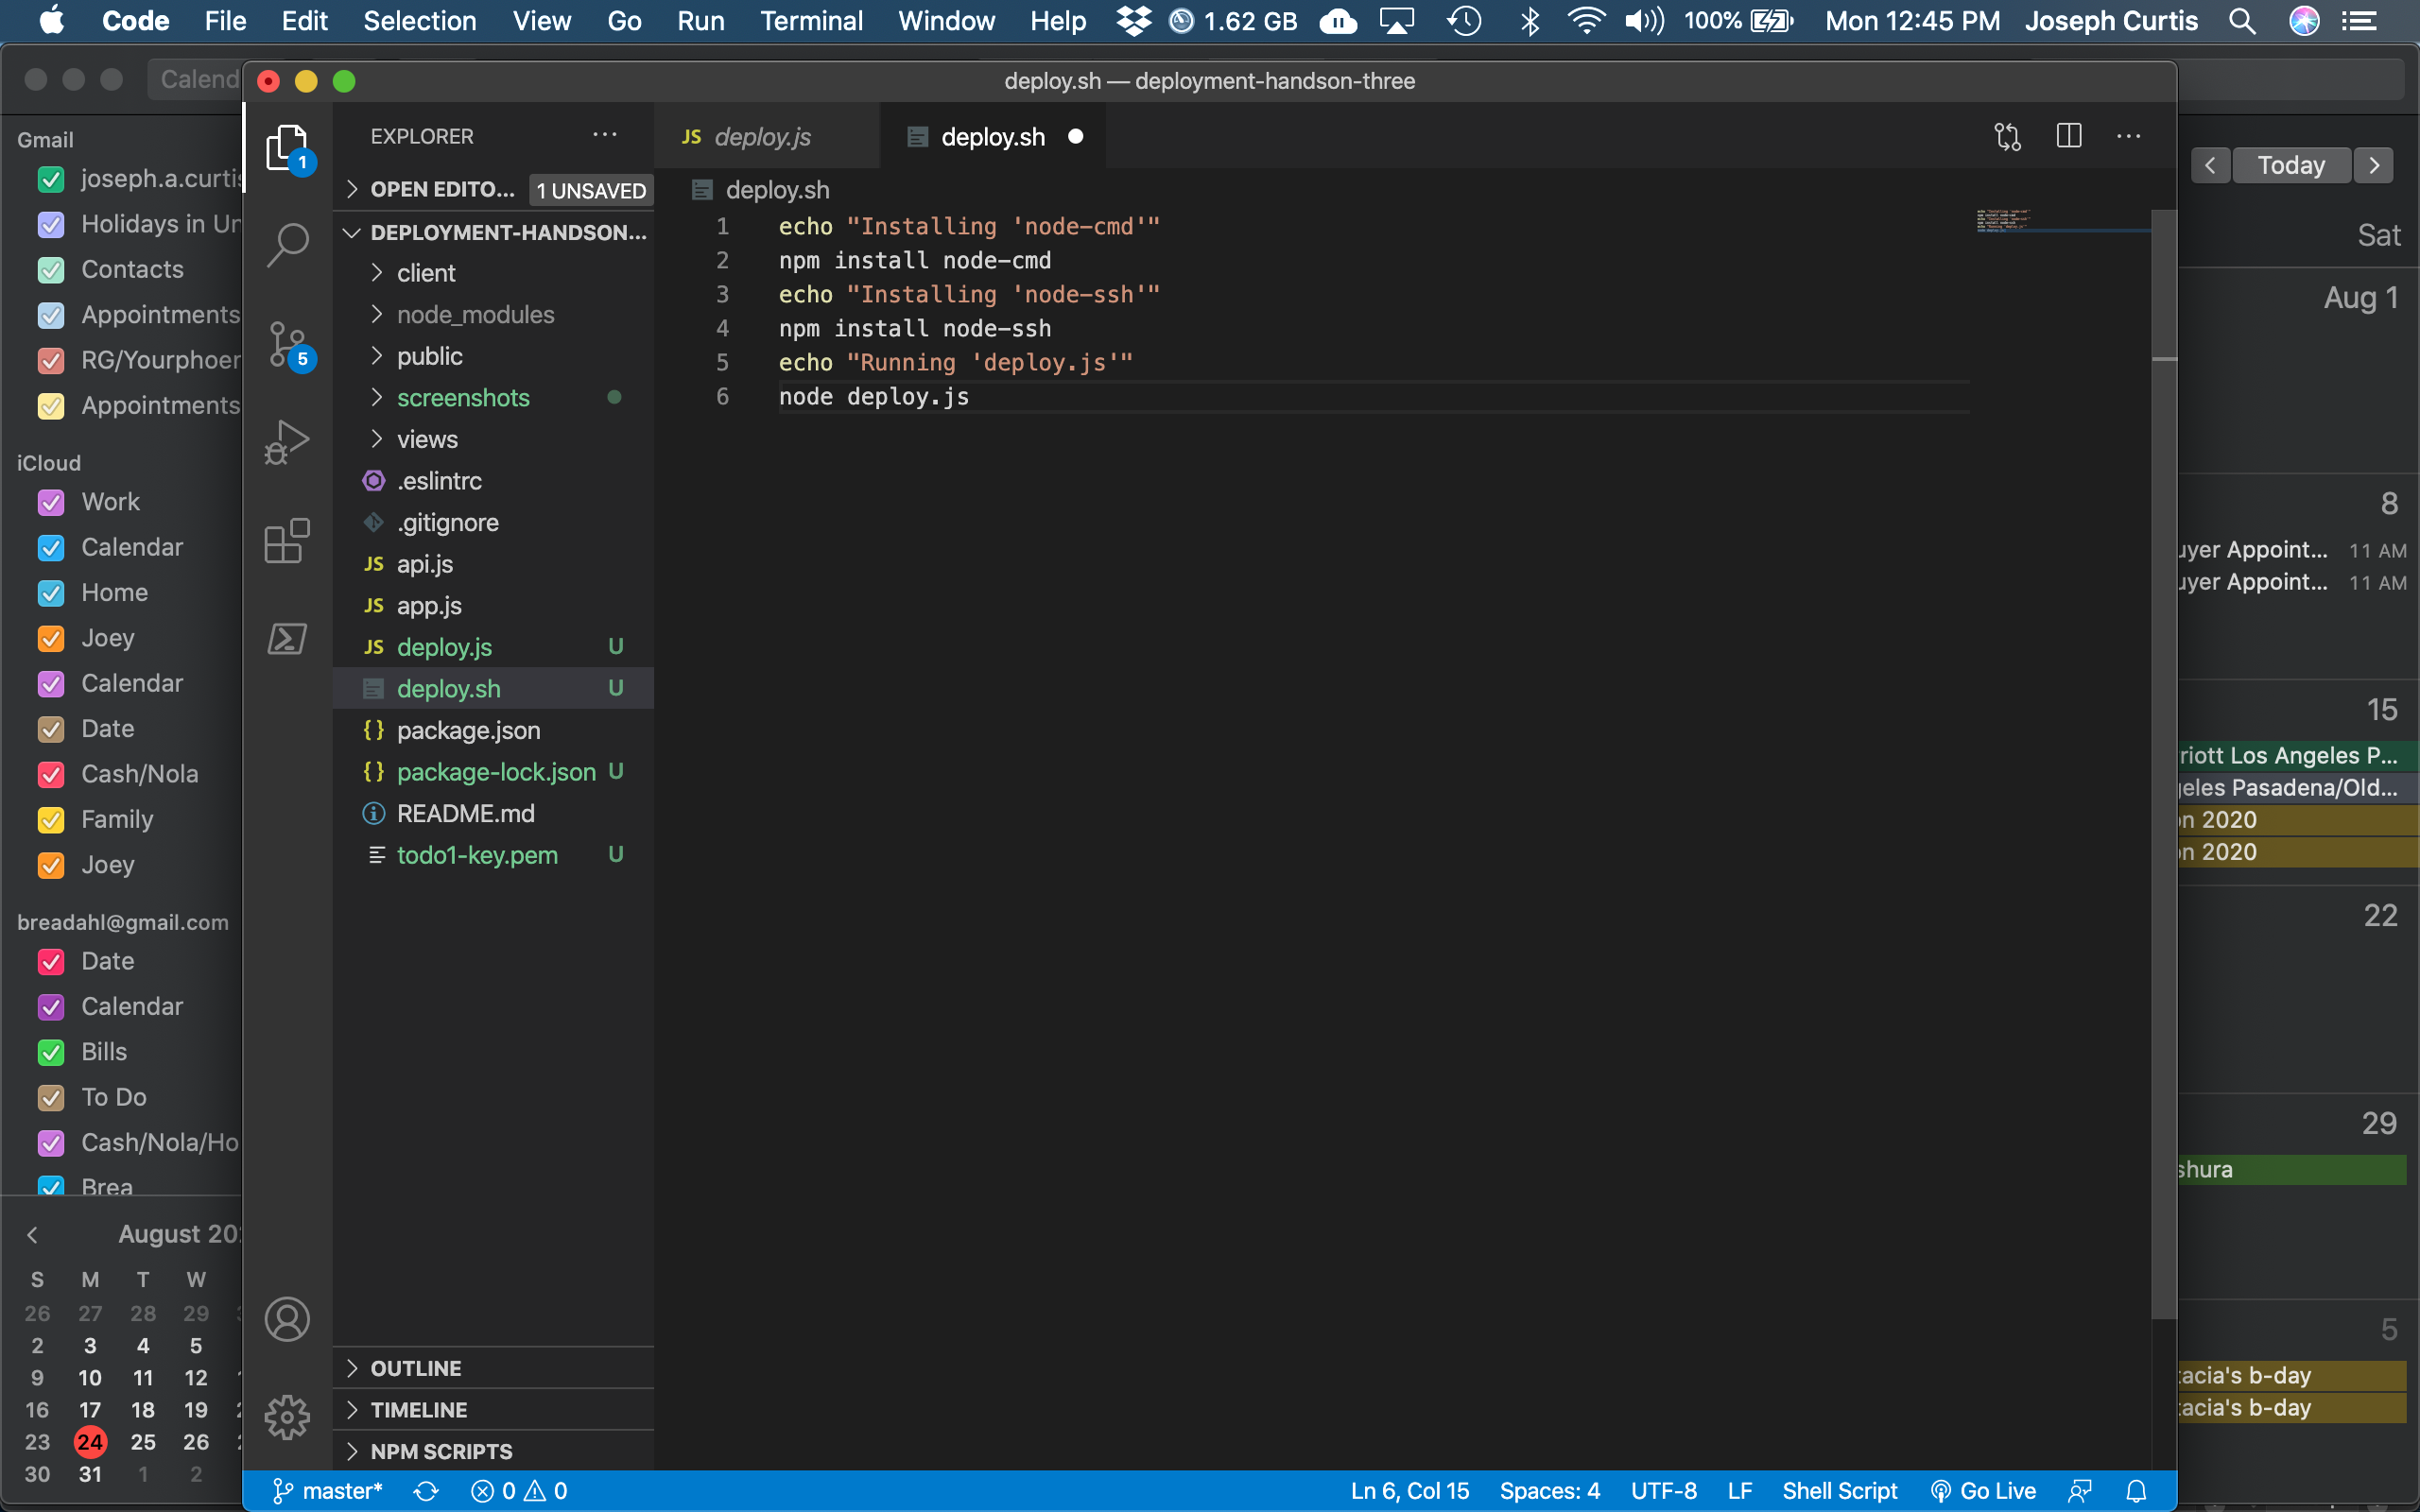 Code File Edit Selection View Go Run Terminal Window Help 1.62 GB 100% Mon 12:45 PM Joseph Curtis
Calend
deploy.sh — deployment-handson-three
Gmail
joseph.a.curtis
Holidays in Un
Contacts
Appointments
RG/Yourphoer
Appointments
iCloud
Work
Calendar
Home
Joey
Calendar
Date
Cash/Nola
Family
Joey
breadahl@gmail.com
Date
Calendar
Bills
To Do
Cash/Nola/Ho
Brea
August 20
S M T W
26 27 28 29
2 3 4 5
9 10 11 12
16 17 18 19
23 24 25 26
30 31 1 2
1
5
EXPLORER ···
OPEN EDITO... 1 UNSAVED
DEPLOYMENT-HANDSON...
client
node_modules
public
screenshots
views
.eslintrc
.gitignore
JS api.js
JS app.js
JS deploy.js U
deploy.sh U
{} package.json
{} package-lock.json U
README.md
todo1-key.pem U
OUTLINE
TIMELINE
NPM SCRIPTS
JS deploy.js
deploy.sh
deploy.sh
1 echo "Installing 'node-cmd'"
2 npm install node-cmd
3 echo "Installing 'node-ssh'"
4 npm install node-ssh
5 echo "Running 'deploy.js'"
6 node deploy.js
master* 0 0 Ln 6, Col 15 Spaces: 4 UTF-8 LF Shell Script Go Live
Today
Sat
Aug 1
8
uyer Appoint... 11 AM
uyer Appoint... 11 AM
15
riott Los Angeles P...
geles Pasadena/Old...
on 2020
on 2020
22
29
shura
5
tacia's b-day
tacia's b-day